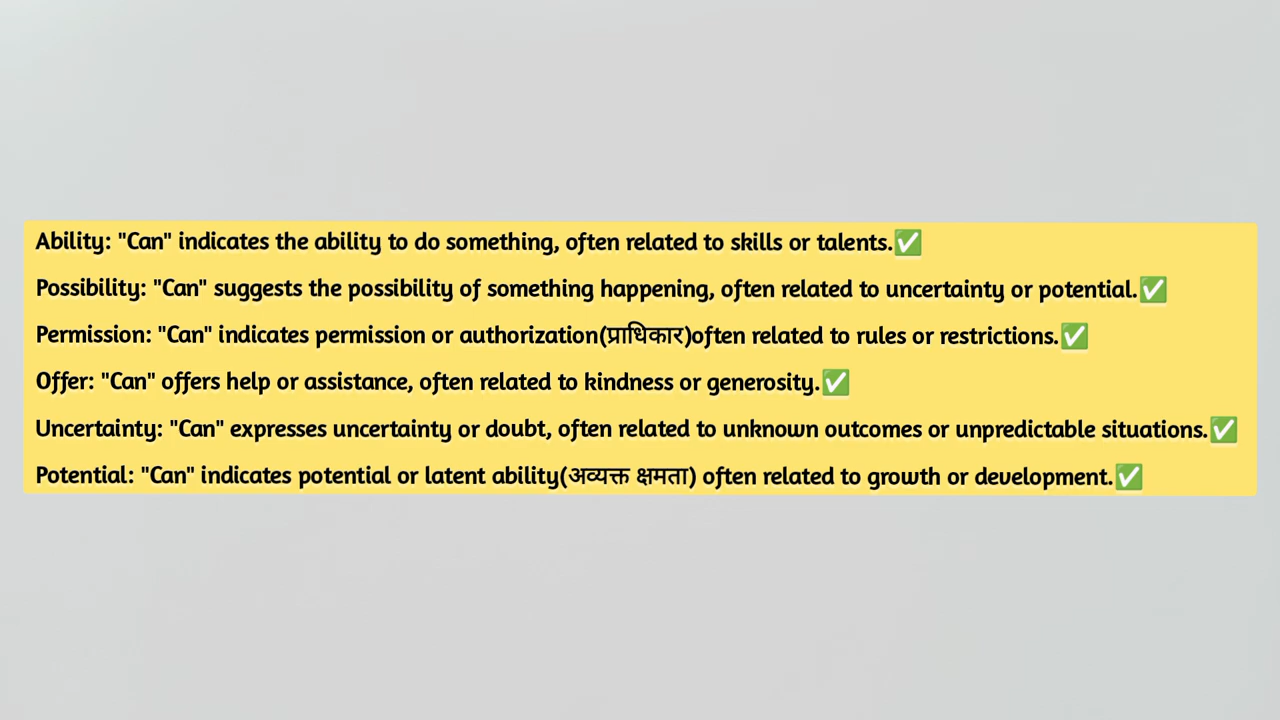 Ability: "Can" indicates the ability to do something, often related to skills or talents.✅
Possibility: "Can" suggests the possibility of something happening, often related to uncertainty or potential.✅
Permission: "Can" indicates permission or authorization(प्राधिकार)often related to rules or restrictions.✅
Offer: "Can" offers help or assistance, often related to kindness or generosity.✅
Uncertainty: "Can" expresses uncertainty or doubt, often related to unknown outcomes or unpredictable situations.✅
Potential: "Can" indicates potential or latent ability(अव्यक्त क्षमता) often related to growth or development.✅